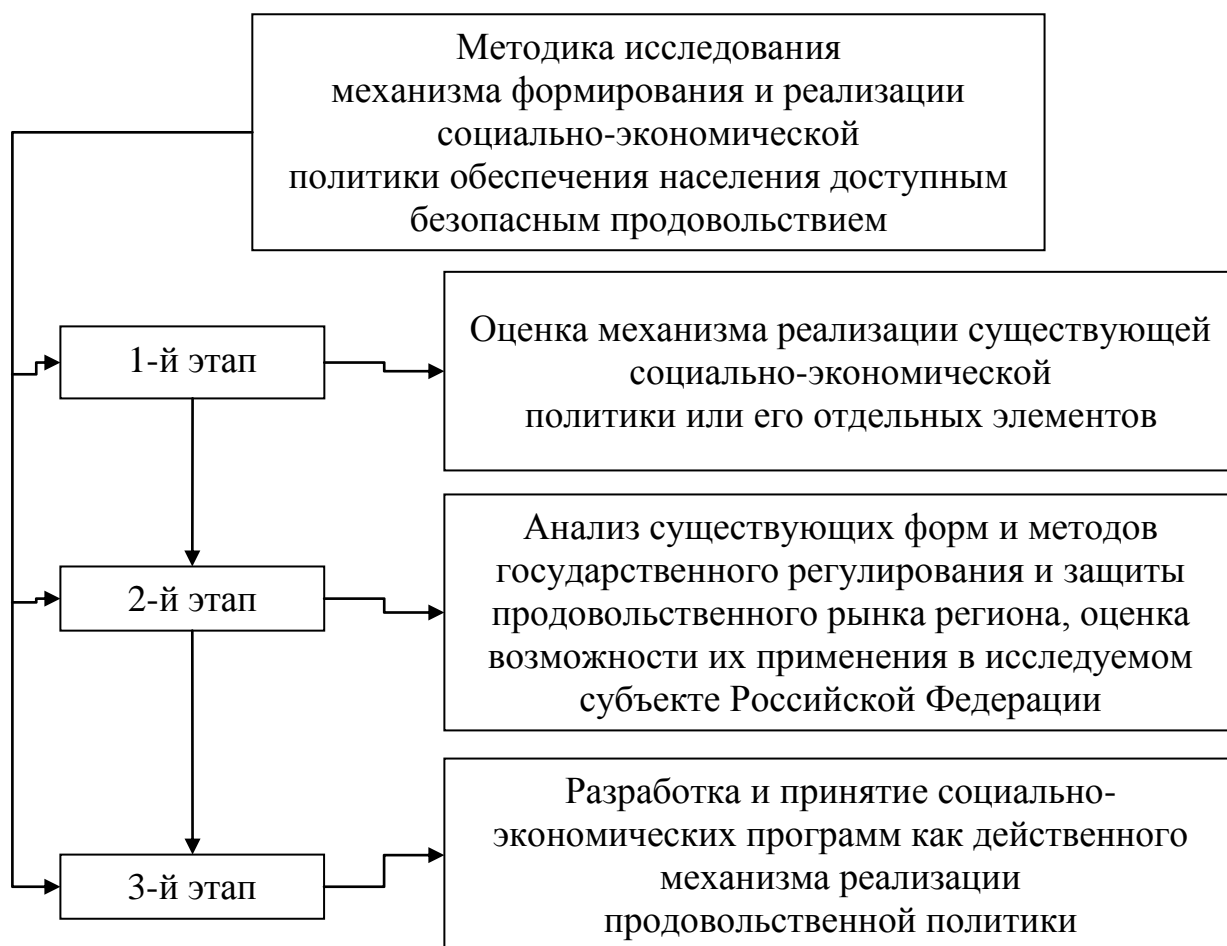 Методика исследования
механизма формирования и реализации
социально-экономической
политики обеспечения населения доступным
безопасным продовольствием
1-й этап
Оценка механизма реализации существующей
социально-экономической
политики или его отдельных элементов
2-й этап
Анализ существующих форм и методов
государственного регулирования и защиты
продовольственного рынка региона, оценка
возможности их применения в исследуемом
субъекте Российской Федерации
3-й этап
Разработка и принятие социально-
экономических программ как действенного
механизма реализации
продовольственной политики